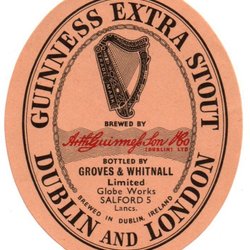 GUINNESS EXTRA STOUT
BREWED BY
Arth Guinness Son & Co
(DUBLIN) LTD
BOTTLED BY
GROVES & WHITNALL
Limited
Globe Works
SALFORD 5
Lancs.
BREWED IN DUBLIN, IRELAND
DUBLIN AND LONDON